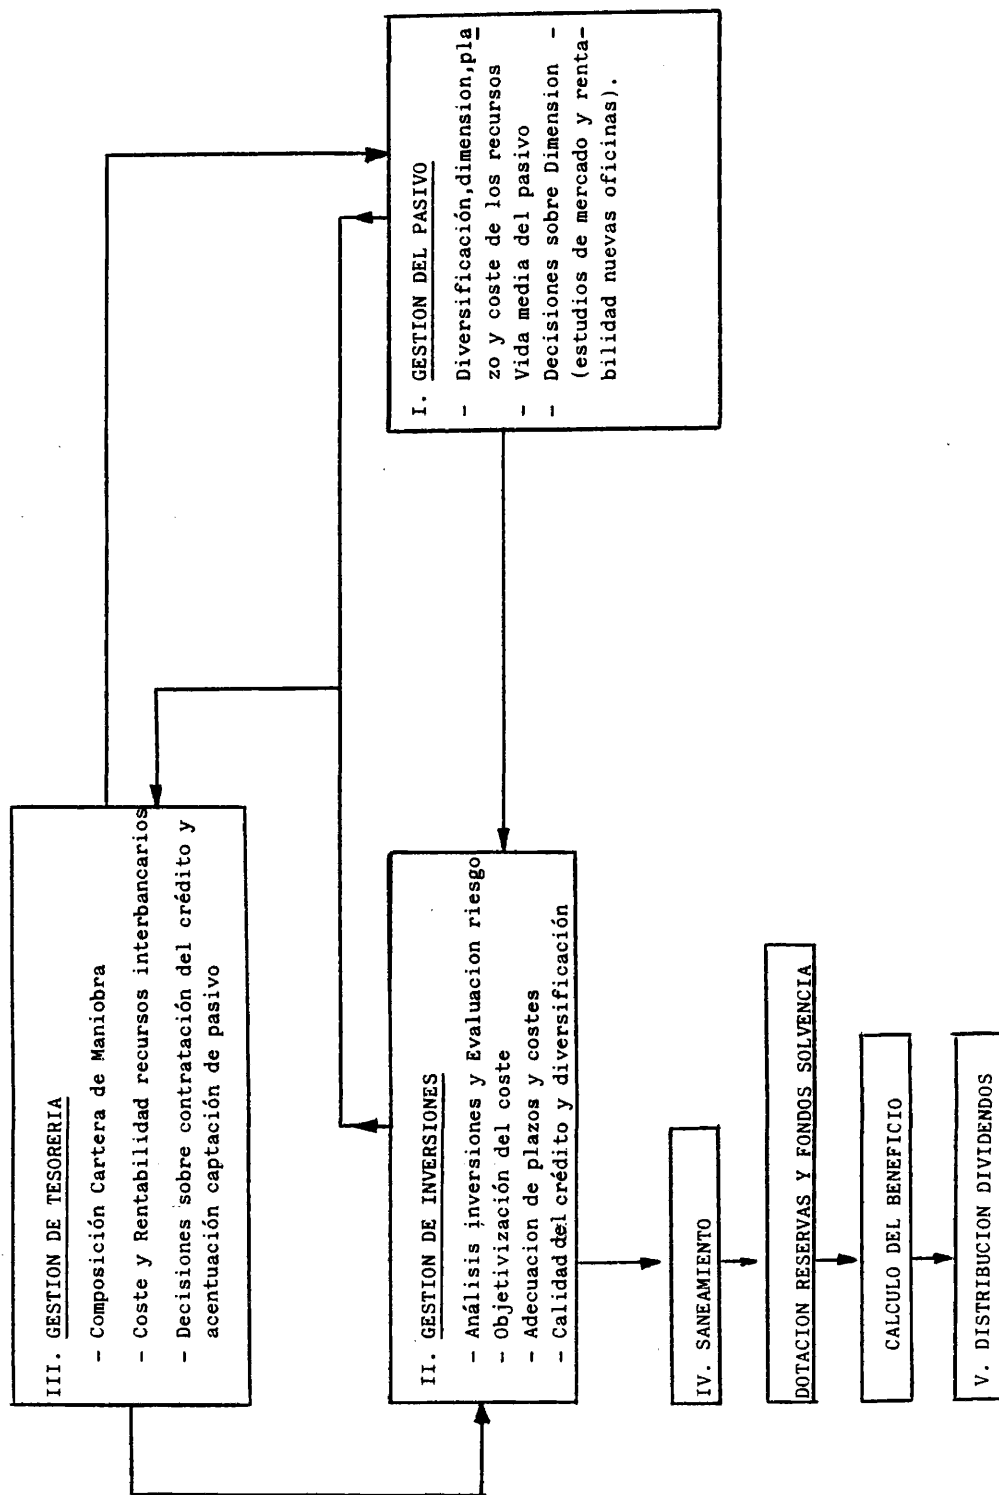 III. GESTION DE TESORERIA
- Composición Cartera de Maniobra
- Coste y Rentabilidad recursos interbancarios
- Decisiones sobre contratación del crédito y
acentuación captación de pasivo
II. GESTION DE INVERSIONES
- Análisis inversiones y Evaluacion riesgo
- Objetivización del coste
- Adecuacion de plazos y costes
- Calidad del crédito y diversificación
I. GESTION DEL PASIVO
- Diversificación,dimension,pla
zo y coste de los recursos
- Vida media del pasivo
- Decisiones sobre Dimension -
(estudios de mercado y renta-
bilidad nuevas oficinas).
IV. SANEAMIENTO
DOTACION RESERVAS Y FONDOS SOLVENCIA
CALCULO DEL BENEFICIO
V. DISTRIBUCION DIVIDENDOS